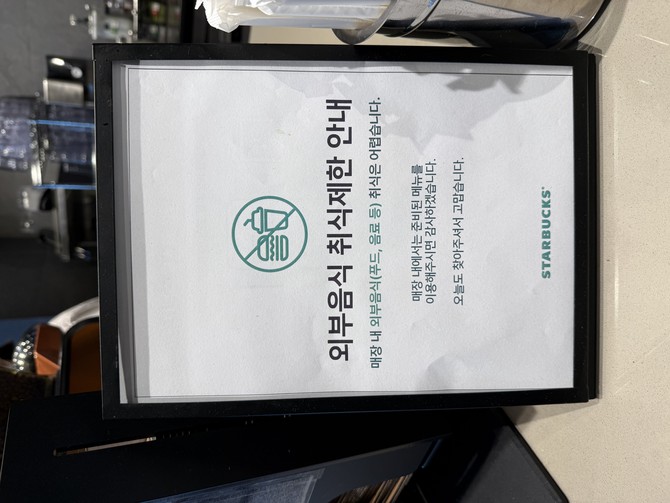 외부음식 취식제한 안내
매장 내 외부음식(푸드, 음료 등) 취식은 어렵습니다.
매장 내에서는 준비된 메뉴를
이용해주시면 감사하겠습니다.
오늘도 찾아주셔서 고맙습니다.
STARBUCKS